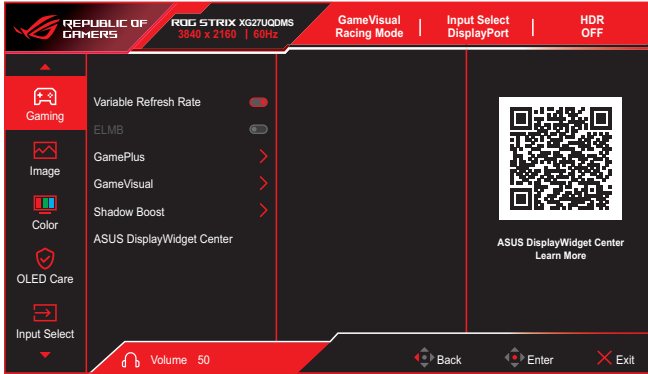 REPUBLIC OF
GAMERS
ROG STRIX XG27UQDMS
3840 x 2160 | 60Hz
GameVisual
Racing Mode
Input Select
DisplayPort
HDR
OFF
Gaming
Image
Color
OLED Care
Input Select
Variable Refresh Rate
ELMB
GamePlus
GameVisual
Shadow Boost
ASUS DisplayWidget Center
ASUS DisplayWidget Center
Learn More
Volume 50
Back
Enter
Exit